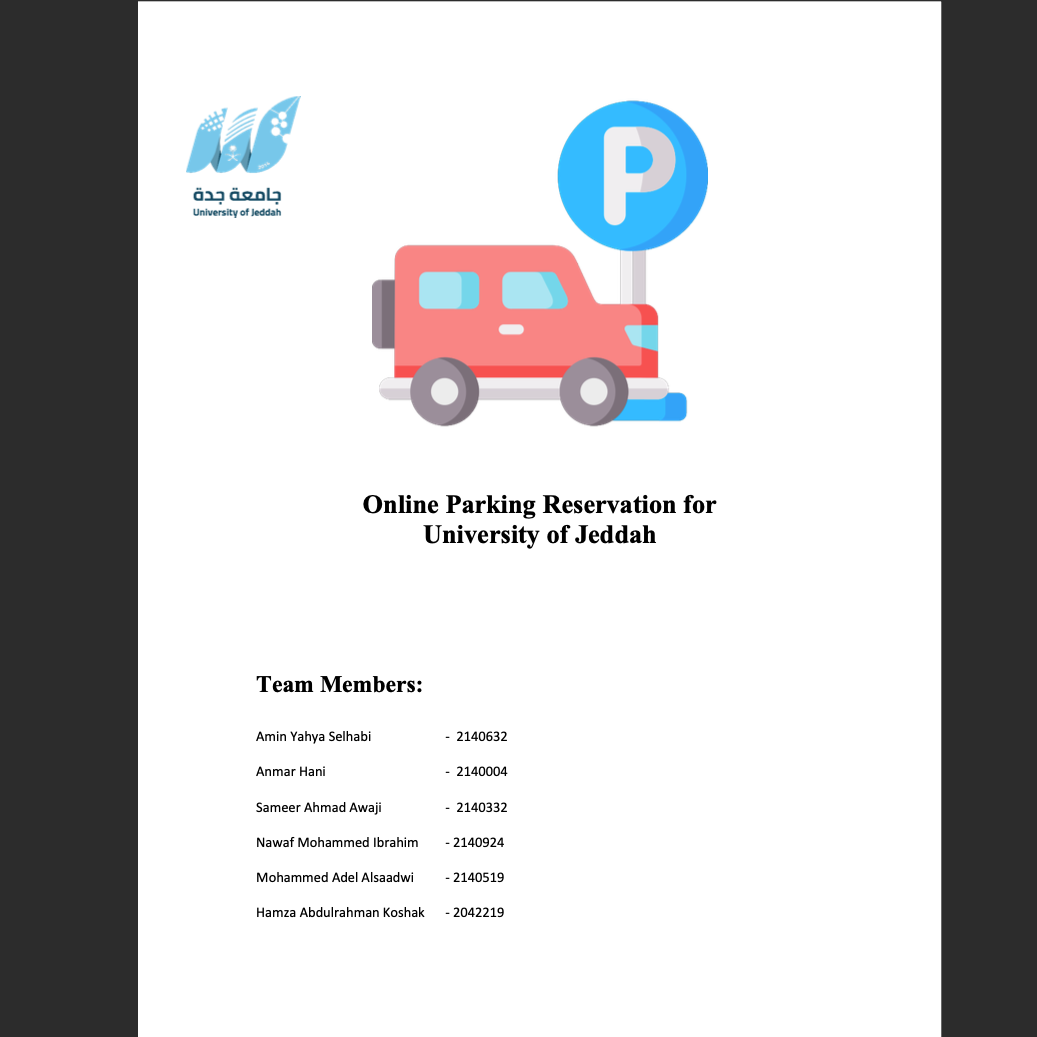 جامعة جدة
University of Jeddah
P
Online Parking Reservation for
University of Jeddah
Team Members:
Amin Yahya Selhabi - 2140632
Anmar Hani - 2140004
Sameer Ahmad Awaji - 2140332
Nawaf Mohammed Ibrahim - 2140924
Mohammed Adel Alsaadwi - 2140519
Hamza Abdulrahman Koshak - 2042219